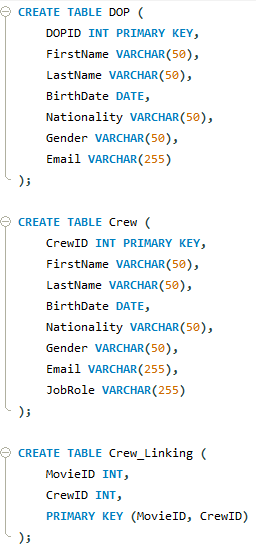 CREATE TABLE DOP (
DOPID INT PRIMARY KEY,
FirstName VARCHAR(50),
LastName VARCHAR(50),
BirthDate DATE,
Nationality VARCHAR(50),
Gender VARCHAR(50),
Email VARCHAR(255)
);
CREATE TABLE Crew (
CrewID INT PRIMARY KEY,
FirstName VARCHAR(50),
LastName VARCHAR(50),
BirthDate DATE,
Nationality VARCHAR(50),
Gender VARCHAR(50),
Email VARCHAR(255),
JobRole VARCHAR(255)
);
CREATE TABLE Crew_Linking (
MovieID INT,
CrewID INT,
PRIMARY KEY (MovieID, CrewID)
);